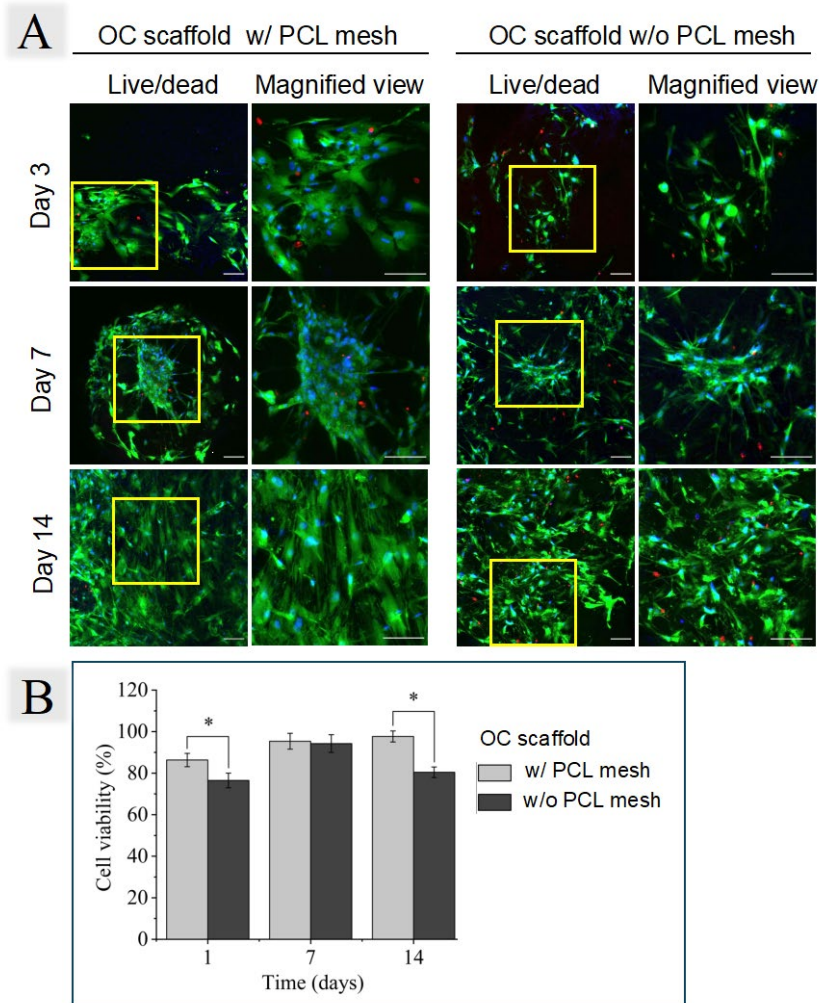 A
OC scaffold w/ PCL mesh
OC scaffold w/o PCL mesh
Live/dead
Magnified view
Live/dead
Magnified view
Day 3
Day 7
Day 14
B
120
100
80
60
40
20
0
Cell viability (%)
*
*
1
7
14
Time (days)
OC scaffold
w/ PCL mesh
w/o PCL mesh